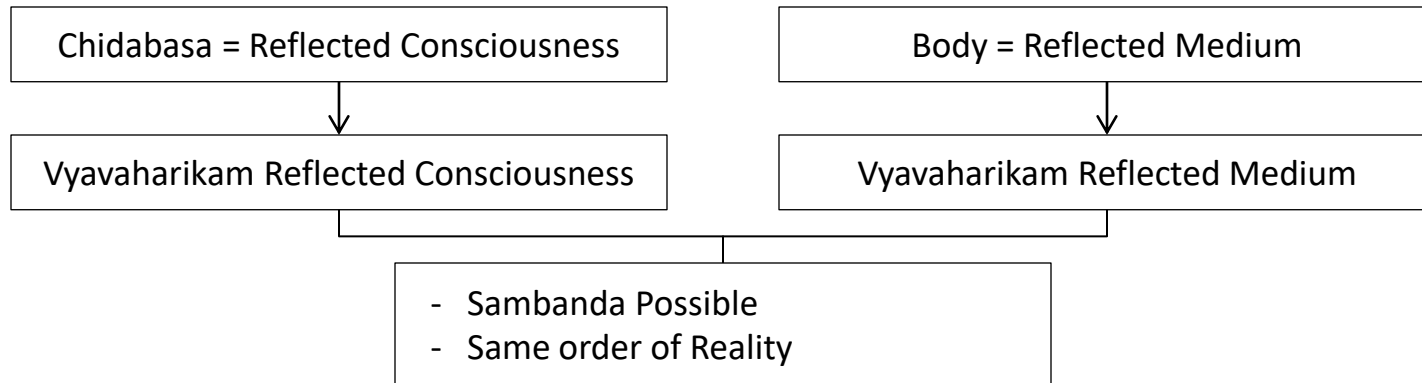 Chidabasa = Reflected Consciousness
Body = Reflected Medium
Vyavaharikam Reflected Consciousness
Vyavaharikam Reflected Medium
- Sambanda Possible
- Same order of Reality